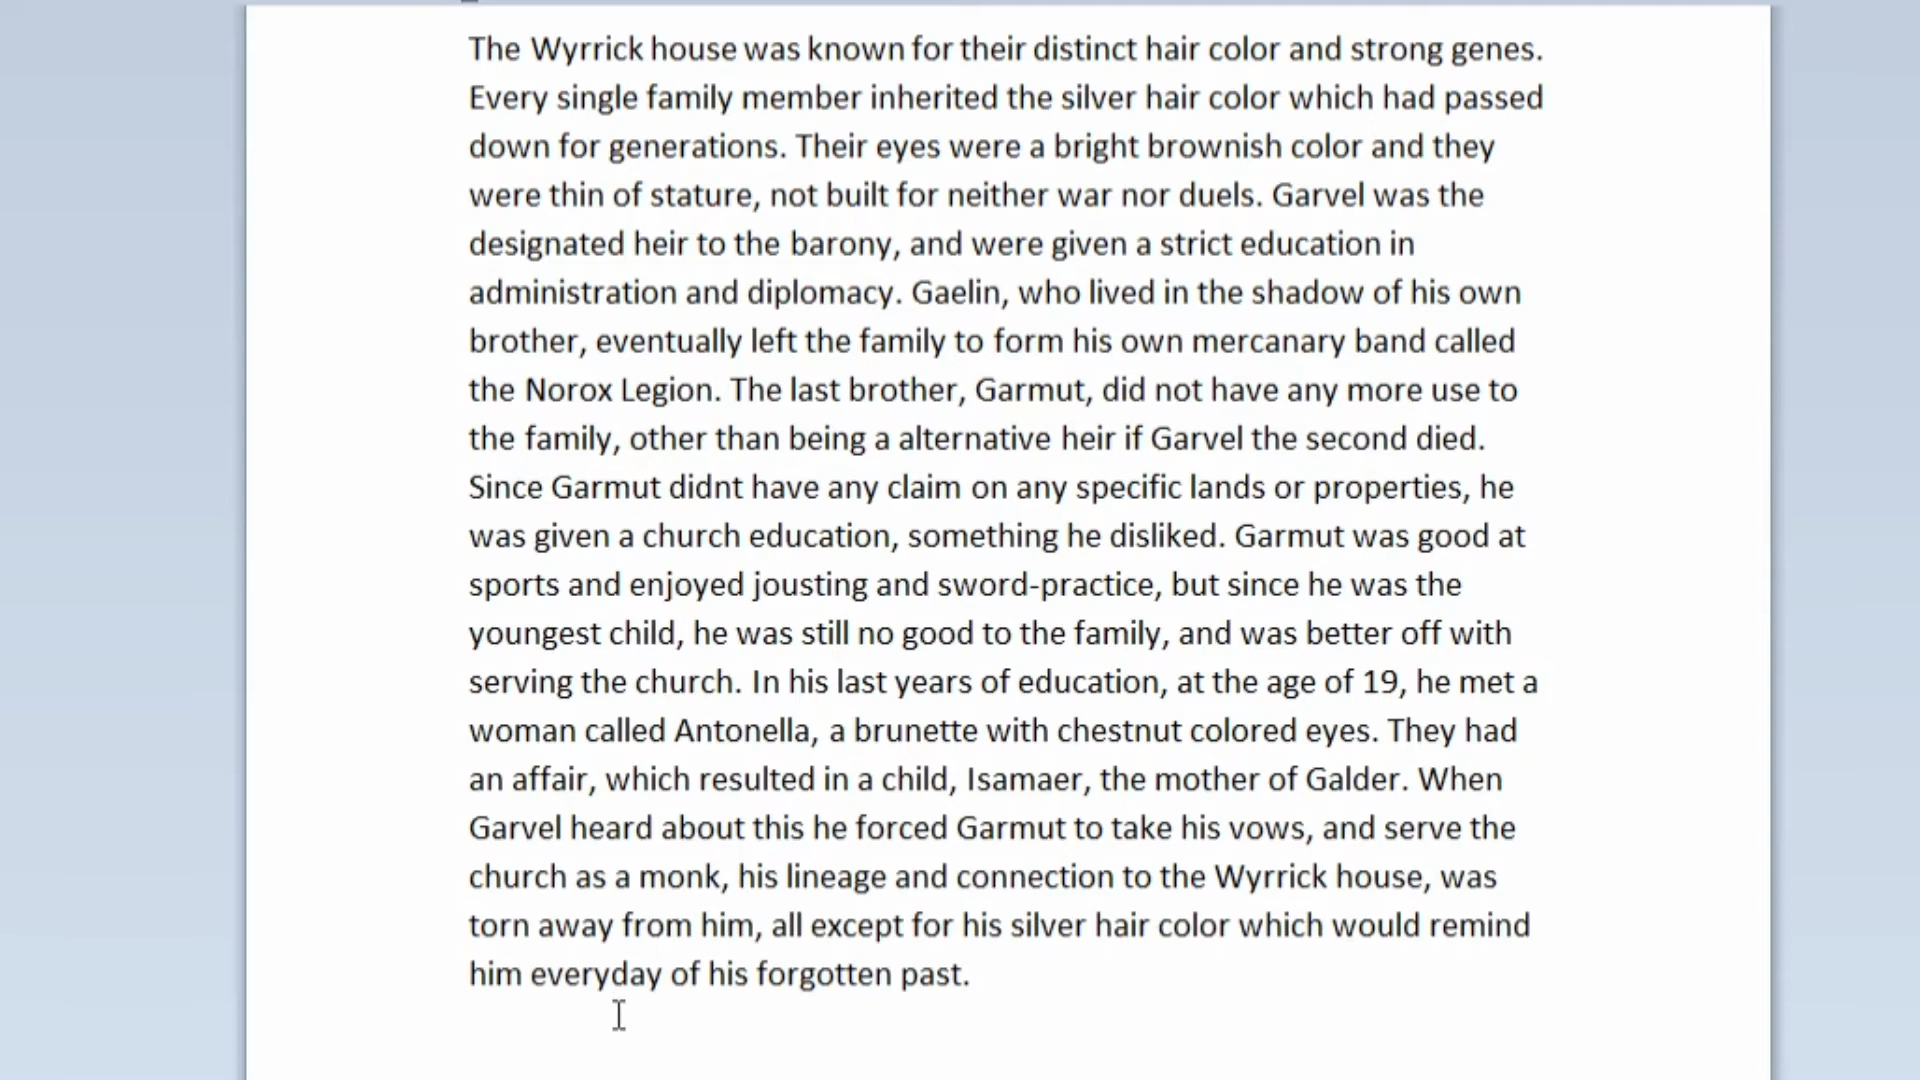 The Wyrrick house was known for their distinct hair color and strong genes.
Every single family member inherited the silver hair color which had passed
down for generations. Their eyes were a bright brownish color and they
were thin of stature, not built for neither war nor duels. Garvel was the
designated heir to the barony, and were given a strict education in
administration and diplomacy. Gaelin, who lived in the shadow of his own
brother, eventually left the family to form his own mercanary band called
the Norox Legion. The last brother, Garmut, did not have any more use to
the family, other than being a alternative heir if Garvel the second died.
Since Garmut didnt have any claim on any specific lands or properties, he
was given a church education, something he disliked. Garmut was good at
sports and enjoyed jousting and sword-practice, but since he was the
youngest child, he was still no good to the family, and was better off with
serving the church. In his last years of education, at the age of 19, he met a
woman called Antonella, a brunette with chestnut colored eyes. They had
an affair, which resulted in a child, Isamaer, the mother of Galder. When
Garvel heard about this he forced Garmut to take his vows, and serve the
church as a monk, his lineage and connection to the Wyrrick house, was
torn away from him, all except for his silver hair color which would remind
him everyday of his forgotten past.